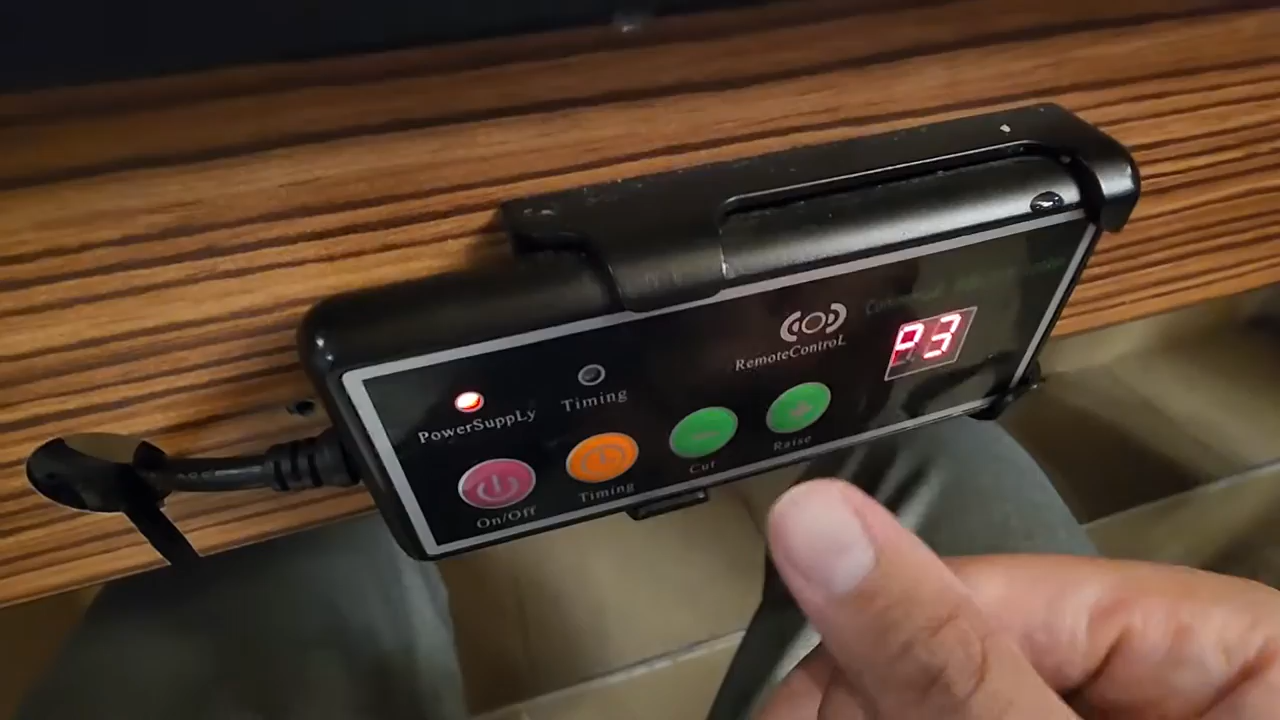 RemoteControL
P3
PowerSuppLy
Timing
On/Off
Timing
Cut
Raise